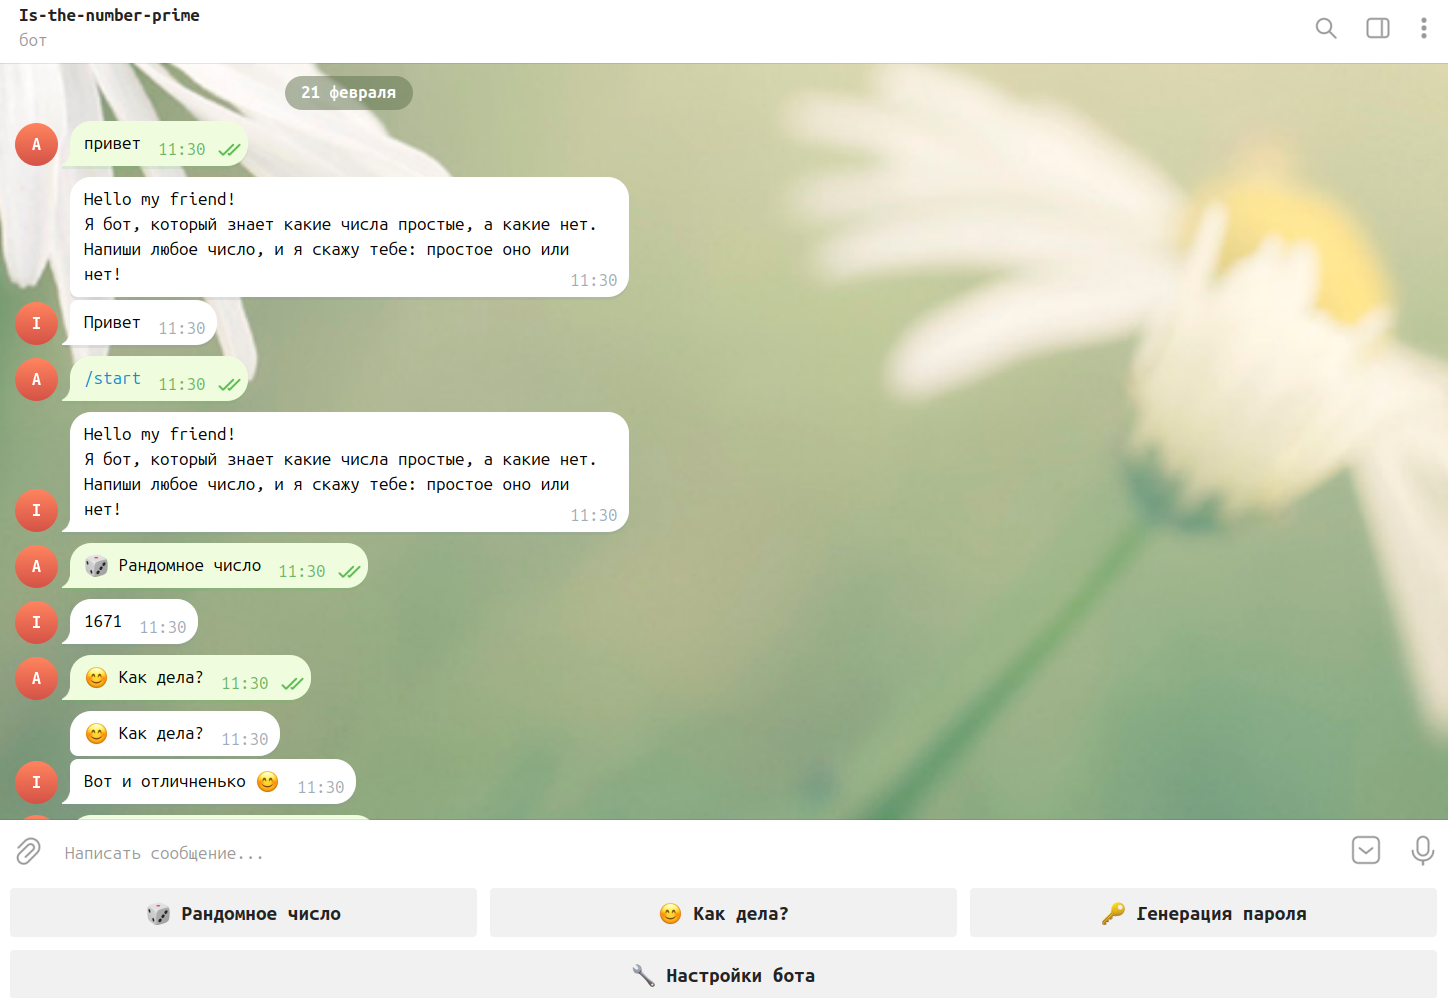 Is-the-number-prime
бот
21 февраля
A
привет 11:30
Hello my friend!
Я бот, который знает какие числа простые, а какие нет.
Напиши любое число, и я скажу тебе: простое оно или
нет! 11:30
I
Привет 11:30
A
/start 11:30
Hello my friend!
Я бот, который знает какие числа простые, а какие нет.
Напиши любое число, и я скажу тебе: простое оно или
нет! 11:30
I
A
🎲 Рандомное число 11:30
I
1671 11:30
A
😊 Как дела? 11:30
😊 Как дела? 11:30
I
Вот и отличненько 😊 11:30
Написать сообщение...
🎲 Рандомное число
😊 Как дела?
🔑 Генерация пароля
🔧 Настройки бота